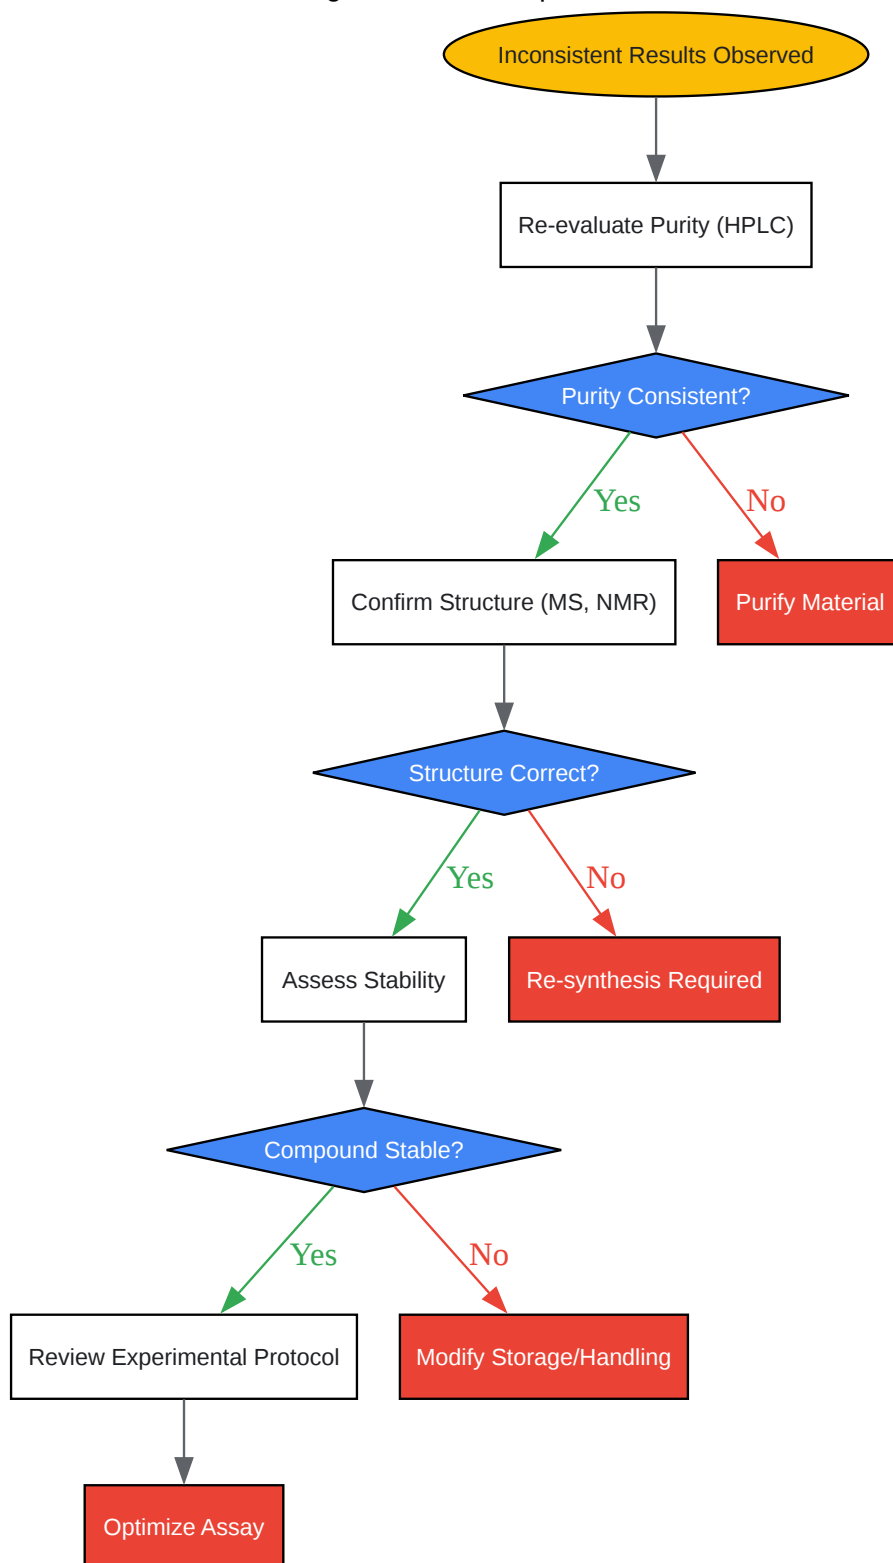 Inconsistent Results Observed
Re-evaluate Purity (HPLC)
Purity Consistent?
Yes
No
Confirm Structure (MS, NMR)
Purify Material
Structure Correct?
Yes
No
Assess Stability
Re-synthesis Required
Compound Stable?
Yes
No
Review Experimental Protocol
Modify Storage/Handling
Optimize Assay